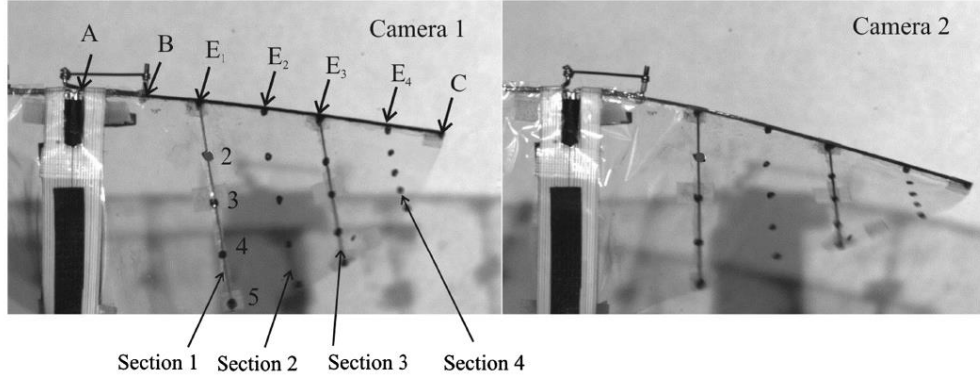 Camera 1
Camera 2
A
B
E₁
E₂
E₃
E₄
C
2
3
4
5
Section 1
Section 2
Section 3
Section 4